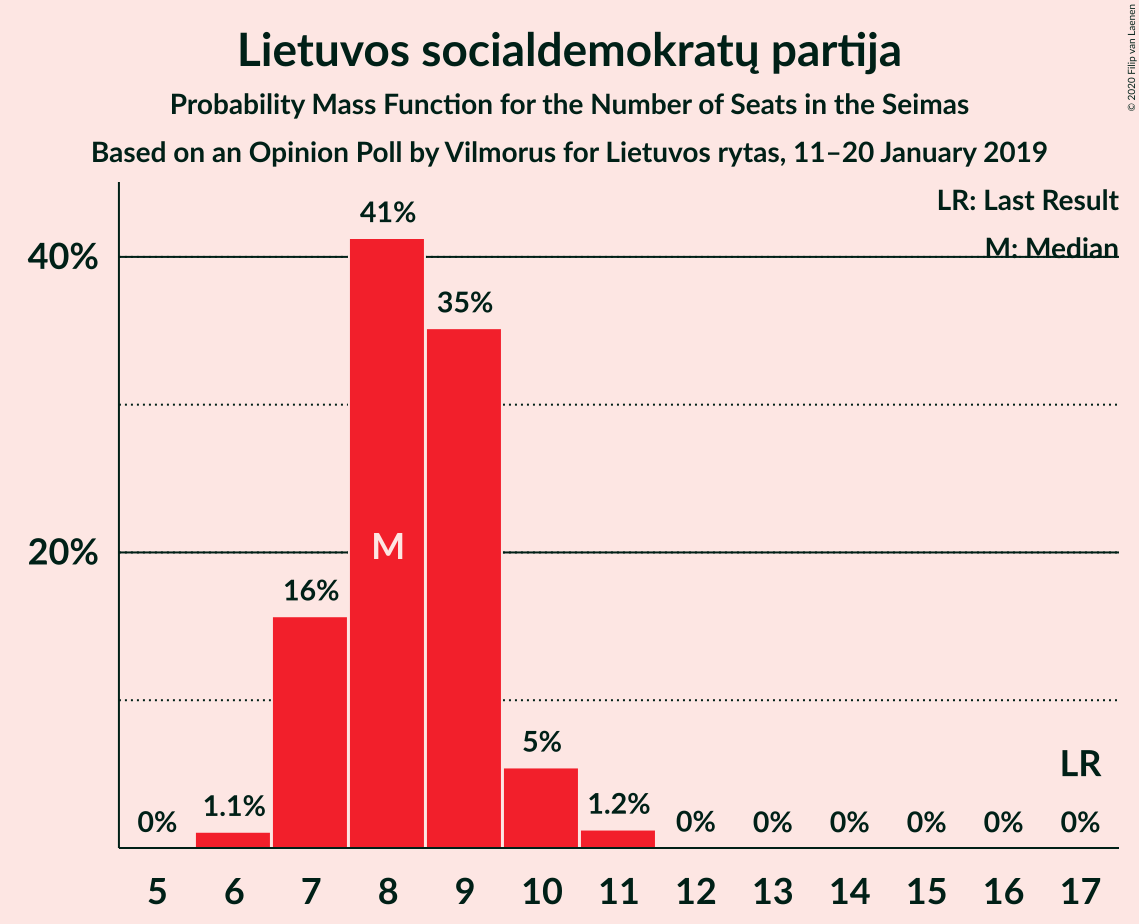 Lietuvos socialdemokratų partija
Probability Mass Function for the Number of Seats in the Seimas
Based on an Opinion Poll by Vilmorus for Lietuvos rytas, 11–20 January 2019
© 2020 Filip van Laenen
LR: Last Result
M: Median
40%
20%
0%
1.1%
16%
41%
M
35%
5%
1.2%
0%
0%
0%
0%
0%
LR
0%
5 6 7 8 9 10 11 12 13 14 15 16 17